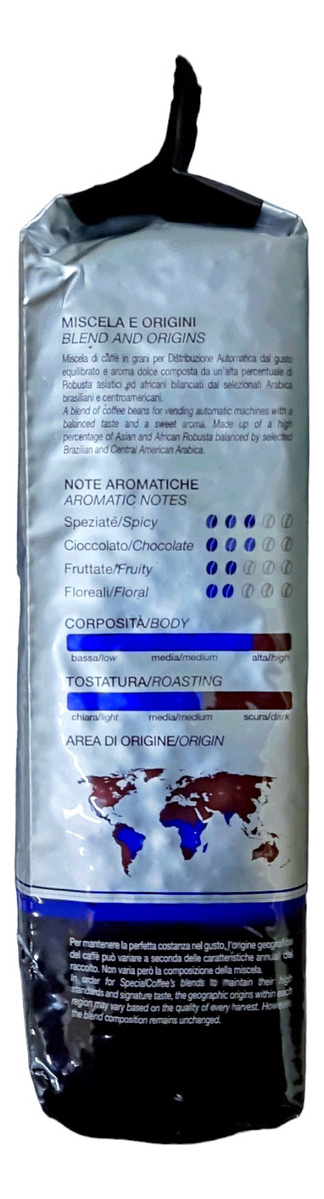 MISCELA E ORIGINI
BLEND AND ORIGINS
Miscela di caffè in grani per Distribuzione Automatica dal gusto
equilibrato e aroma dolce composta da un'alta percentuale di
Robusta asiatici ed africani bilanciati dai selezionati Arabica
brasiliani e centroamericani.
A blend of coffee beans for vending automatic machines with a
balanced taste and a sweet aroma. Made up of a high
percentage of Asian and African Robusta balanced by selected
Brazilian and Central American Arabica.
NOTE AROMATICHE
AROMATIC NOTES
Speziate/Spicy
Cioccolato/Chocolate
Fruttate/Fruity
Floreali/Floral
CORPOSITÀ/BODY
bassa/low media/medium alta/high
TOSTATURA/ROASTING
chiara/light media/medium scura/dark
AREA DI ORIGINE/ORIGIN
Per mantenere la perfetta costanza nel gusto, l'origine geografica
del caffè può variare a seconda delle caratteristiche annuali del
raccolto. Non varia però la composizione della miscela.
In order for SpecialCoffee's blends to maintain their high
standards and signature taste, the geographic origins within each
region may vary based on the quality of every harvest. However
the blend composition remains unchanged.